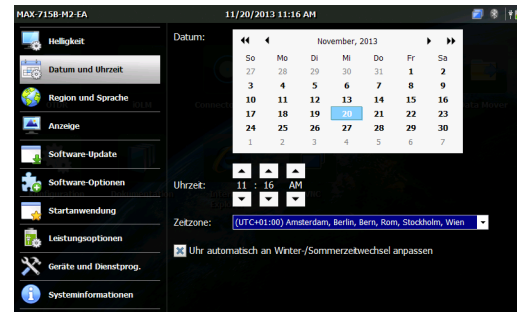 MAX-715B-M2-EA 11/20/2013 11:16 AM
Helligkeit
Datum und Uhrzeit
Region und Sprache
Anzeige
Software-Update
Software-Optionen
Startanwendung
Leistungsoptionen
Geräte und Dienstprog.
Systeminformationen
Datum:
November, 2013
So Mo Di Mi Do Fr Sa
27 28 29 30 31 1 2
3 4 5 6 7 8 9
10 11 12 13 14 15 16
17 18 19 20 21 22 23
24 25 26 27 28 29 30
1 2 3 4 5 6 7
Uhrzeit: 11 : 16 AM
Zeitzone: (UTC+01:00) Amsterdam, Berlin, Bern, Rom, Stockholm, Wien
Uhr automatisch an Winter-/Sommerzeitwechsel anpassen